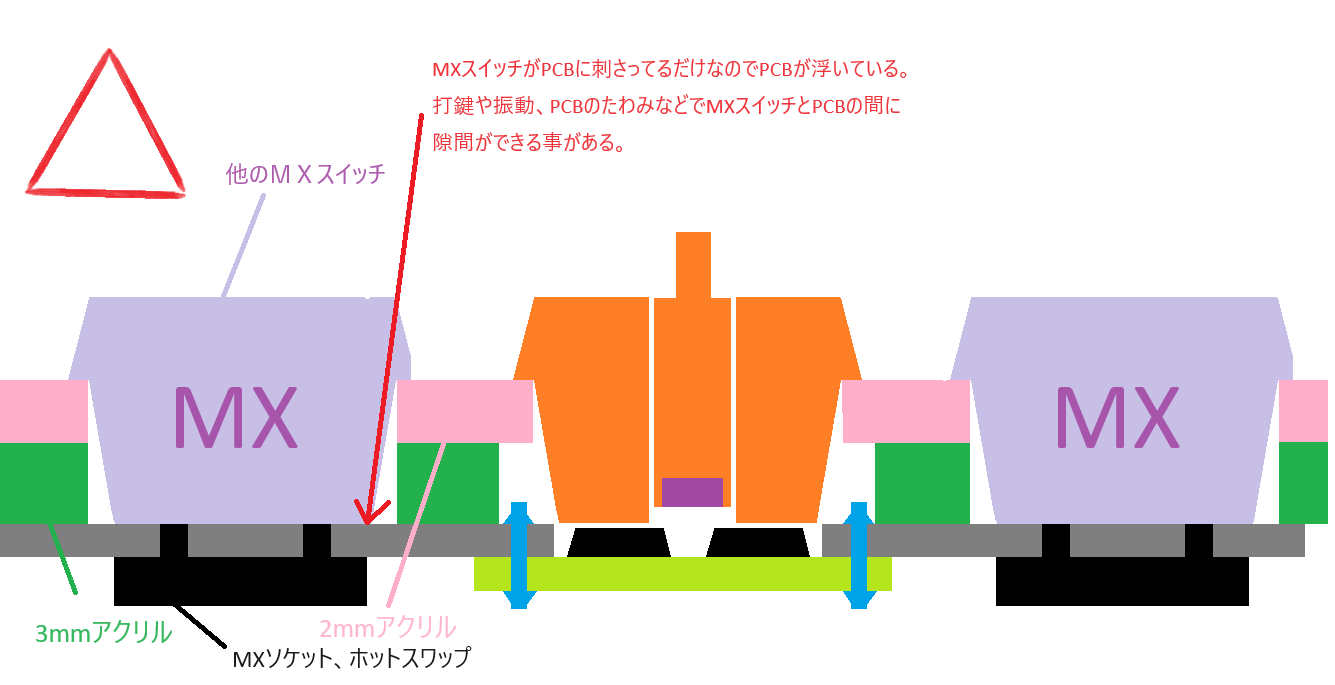 MXスイッチがPCBに刺さってるだけなのでPCBが浮いている。
打鍵や振動、PCBのたわみなどでMXスイッチとPCBの間に
隙間ができる事がある。
他のＭＸスイッチ
MX
MX
3mmアクリル
2mmアクリル
MXソケット、ホットスワップ